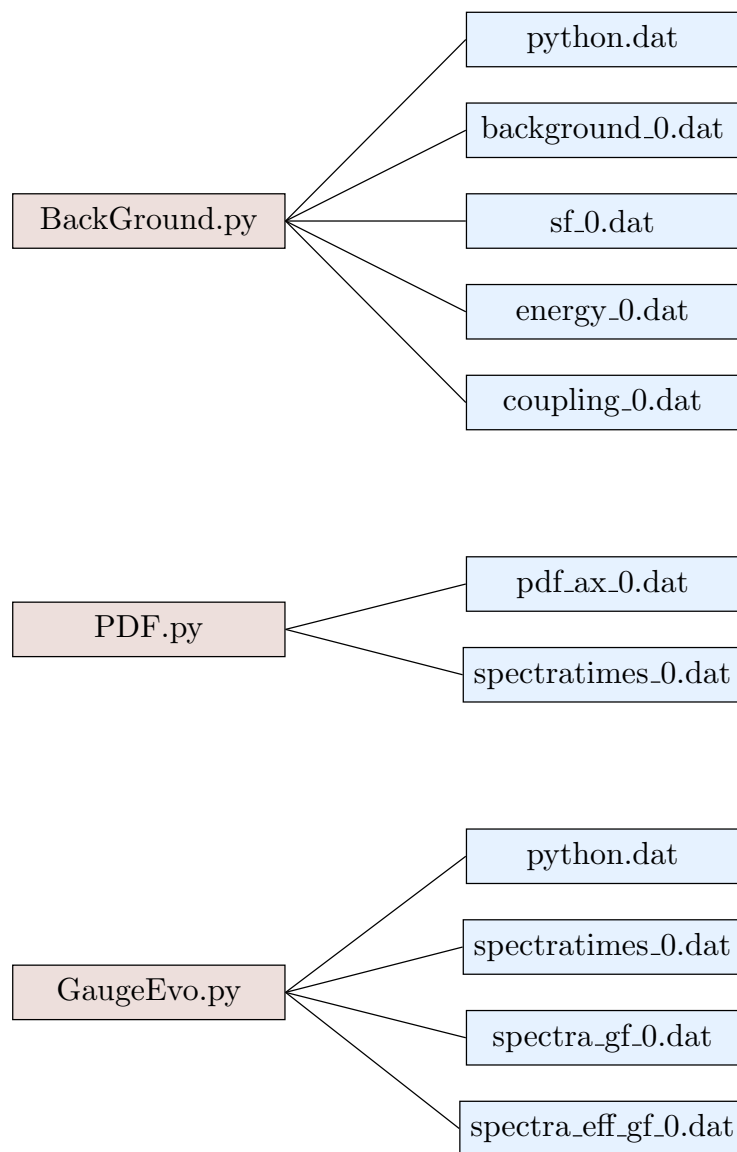 python.dat
background_0.dat
BackGround.py
sf_0.dat
energy_0.dat
coupling_0.dat
pdf_ax_0.dat
PDF.py
spectratimes_0.dat
python.dat
spectratimes_0.dat
GaugeEvo.py
spectra_gf_0.dat
spectra_eff_gf_0.dat